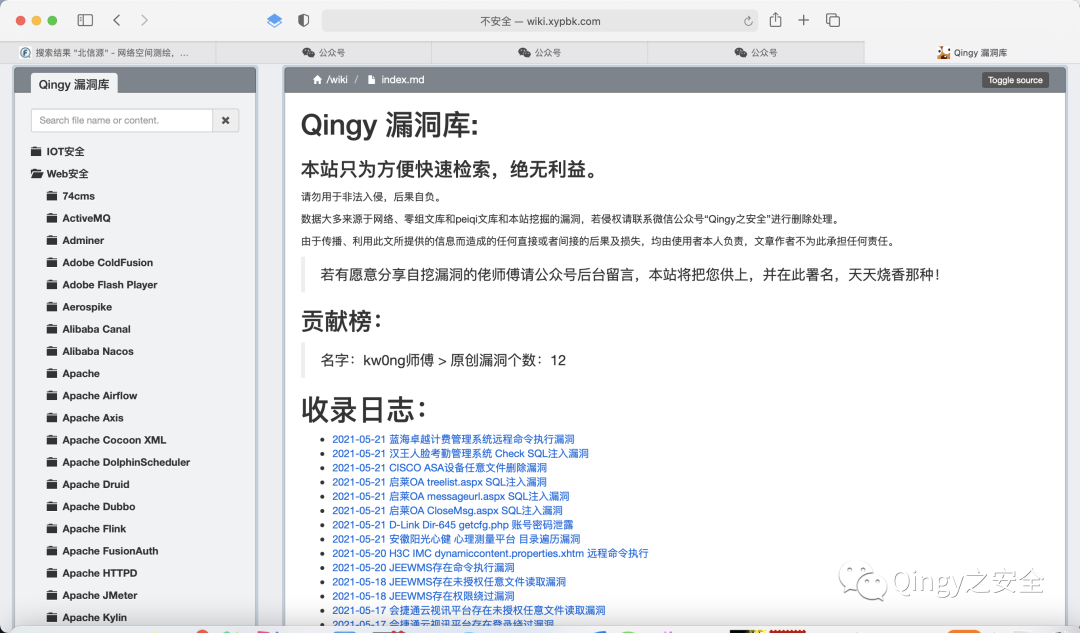 不安全 — wiki.xypbk.com
搜索结果 "北信源" - 网络空间测绘，...
公众号
公众号
公众号
Qingy 漏洞库
Qingy 漏洞库
/wiki / index.md
Toggle source
Search file name or content.
IOT安全
Web安全
74cms
ActiveMQ
Adminer
Adobe ColdFusion
Adobe Flash Player
Aerospike
Alibaba Canal
Alibaba Nacos
Apache
Apache Airflow
Apache Axis
Apache Cocoon XML
Apache DolphinScheduler
Apache Druid
Apache Dubbo
Apache Flink
Apache FusionAuth
Apache HTTPD
Apache JMeter
Apache Kylin
Qingy 漏洞库:
本站只为方便快速检索，绝无利益。
请勿用于非法入侵，后果自负。
数据大多来源于网络、零组文库和peiqi文库和本站挖掘的漏洞，若侵权请联系微信公众号“Qingy之安全”进行删除处理。
由于传播、利用此文所提供的信息而造成的任何直接或者间接的后果及损失，均由使用者本人负责，文章作者不为此承担任何责任。
若有愿意分享自挖漏洞的佬师傅请公众号后台留言，本站将把您供上，并在此署名，天天烧香那种！
贡献榜：
名字：kw0ng师傅 > 原创漏洞个数：12
收录日志：
2021-05-21 蓝海卓越计费管理系统远程命令执行漏洞
2021-05-21 汉王人脸考勤管理系统 Check SQL注入漏洞
2021-05-21 CISCO ASA设备任意文件删除漏洞
2021-05-21 启莱OA treelist.aspx SQL注入漏洞
2021-05-21 启莱OA messageurl.aspx SQL注入漏洞
2021-05-21 启莱OA CloseMsg.aspx SQL注入漏洞
2021-05-21 D-Link Dir-645 getcfg.php 账号密码泄露
2021-05-21 安徽阳光心健 心理测量平台 目录遍历漏洞
2021-05-20 H3C IMC dynamiccontent.properties.xhtm 远程命令执行
2021-05-20 JEEWMS存在命令执行漏洞
2021-05-18 JEEWMS存在未授权任意文件读取漏洞
2021-05-18 JEEWMS存在权限绕过漏洞
2021-05-17 会捷通云视讯平台存在未授权任意文件读取漏洞
2021-05-17 会捷通云视讯平台存在登录绕过漏洞
Qingy之安全